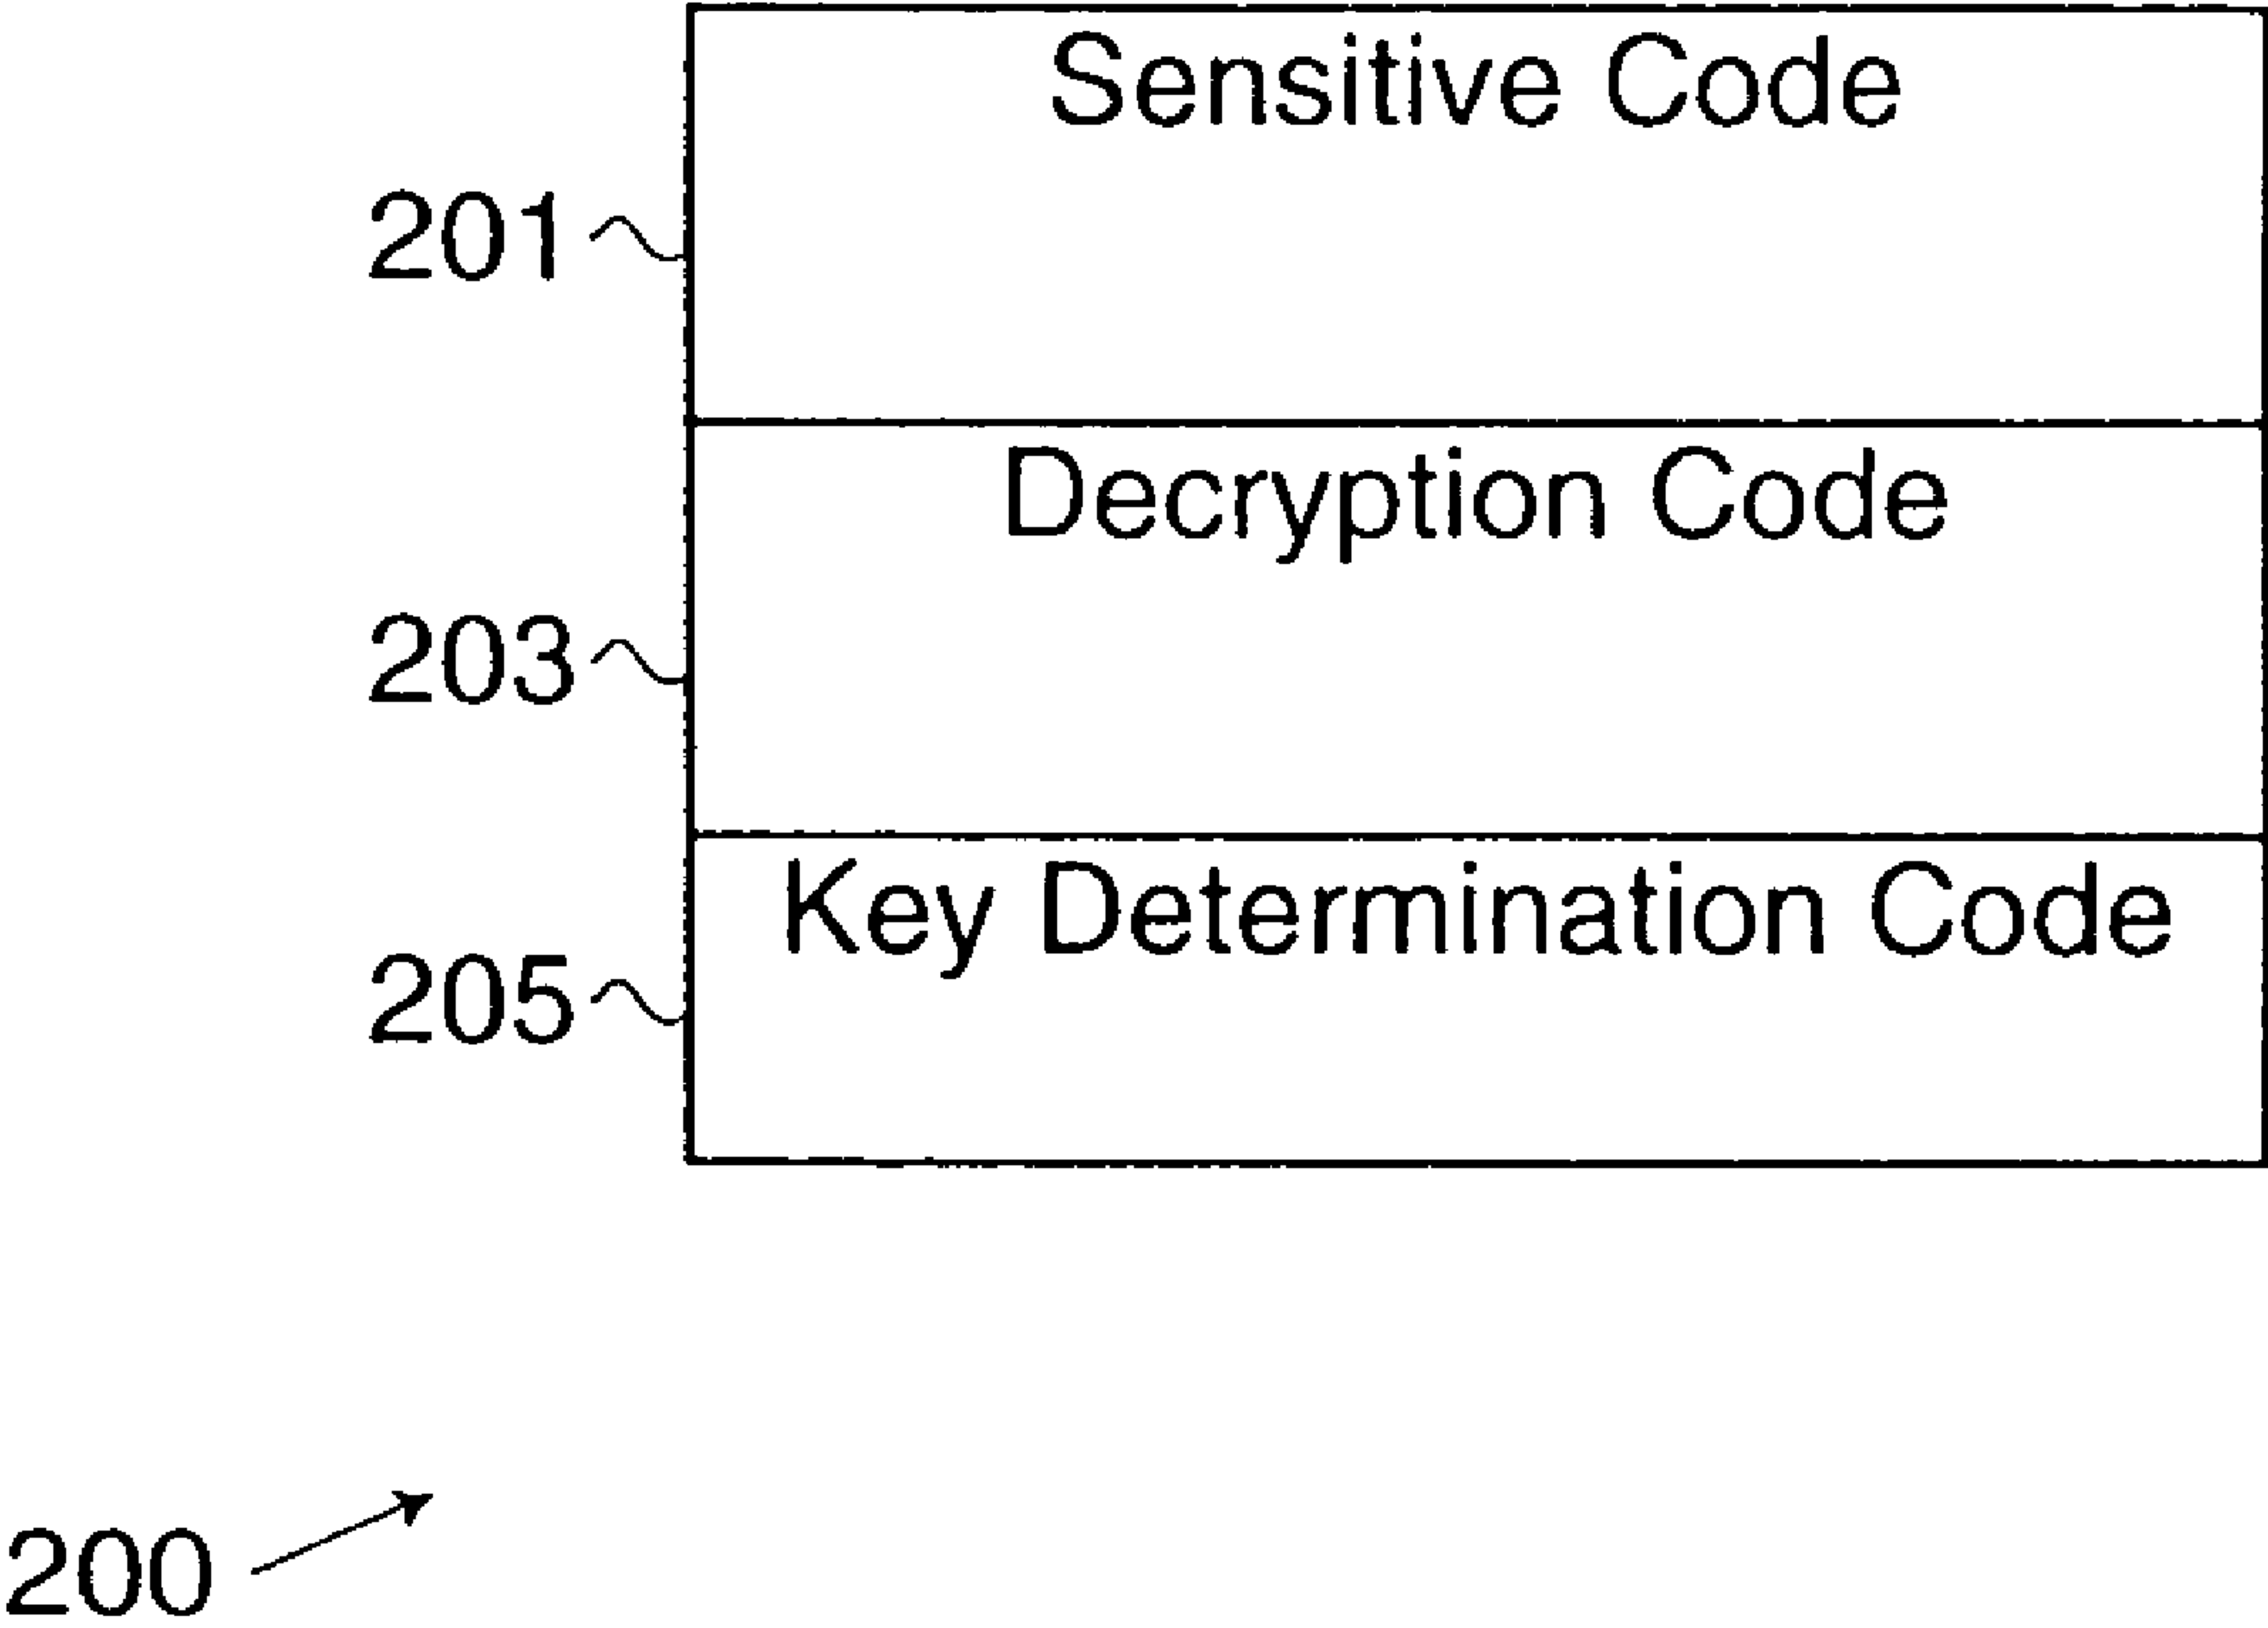 Sensitive Code
201
Decryption Code
203
Key Determination Code
205
200